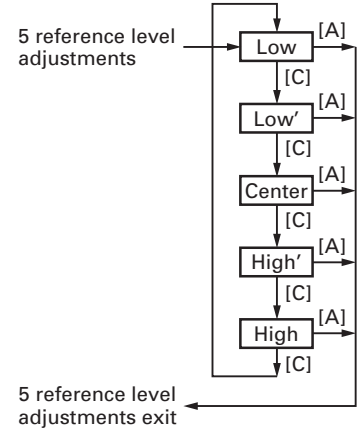 5 reference level
adjustments
Low
[A]
[C]
Low’
[A]
[C]
Center
[A]
[C]
High’
[A]
[C]
High
[A]
[C]
5 reference level
adjustments exit